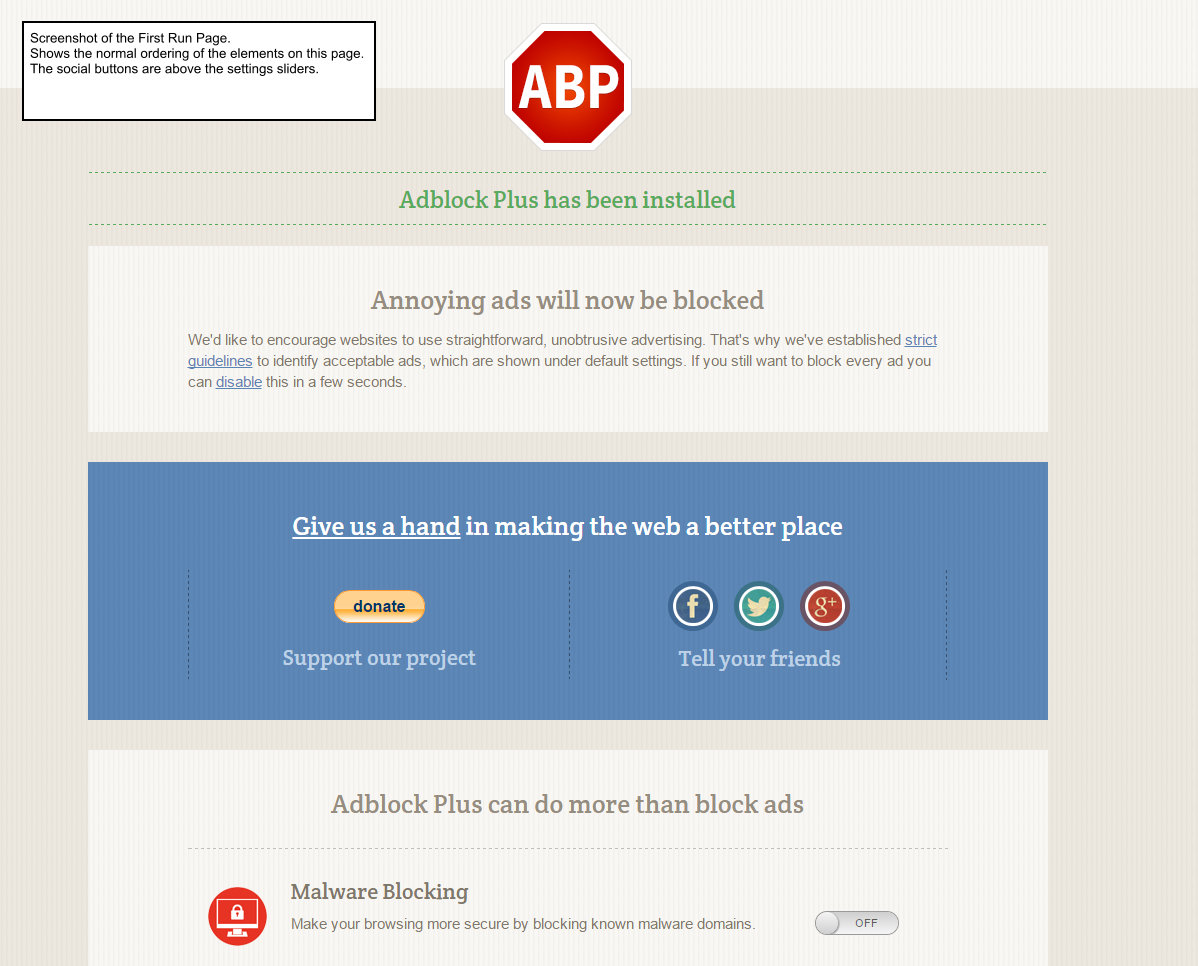 Screenshot of the First Run Page.
Shows the normal ordering of the elements on this page.
The social buttons are above the settings sliders.
ABP
Adblock Plus has been installed
Annoying ads will now be blocked
We'd like to encourage websites to use straightforward, unobtrusive advertising. That's why we've established strict
guidelines to identify acceptable ads, which are shown under default settings. If you still want to block every ad you
can disable this in a few seconds.
Give us a hand in making the web a better place
donate
f
g+
Support our project
Tell your friends
Adblock Plus can do more than block ads
Malware Blocking
Make your browsing more secure by blocking known malware domains.
OFF